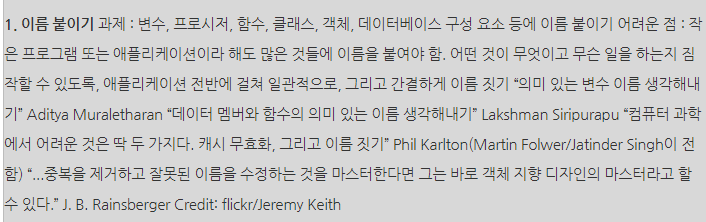 1. 이름 붙이기 과제 : 변수, 프로시저, 함수, 클래스, 객체, 데이터베이스 구성 요소 등에 이름 붙이기 어려운 점 : 작
은 프로그램 또는 애플리케이션이라 해도 많은 것들에 이름을 붙여야 함. 어떤 것이 무엇이고 무슨 일을 하는지 짐
작할 수 있도록, 애플리케이션 전반에 걸쳐 일관적으로, 그리고 간결하게 이름 짓기 “의미 있는 변수 이름 생각해내
기” Aditya Muraletharan “데이터 멤버와 함수의 의미 있는 이름 생각해내기” Lakshman Siripurapu “컴퓨터 과학
에서 어려운 것은 딱 두 가지다. 캐시 무효화, 그리고 이름 짓기” Phil Karlton(Martin Folwer/Jatinder Singh이 전
함) “...중복을 제거하고 잘못된 이름을 수정하는 것을 마스터한다면 그는 바로 객체 지향 디자인의 마스터라고 할
수 있다.” J. B. Rainsberger Credit: flickr/Jeremy Keith